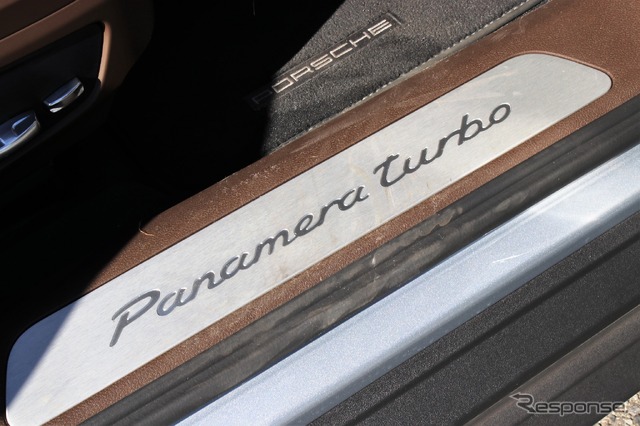 PORSCHE
Panamera turbo
Response.